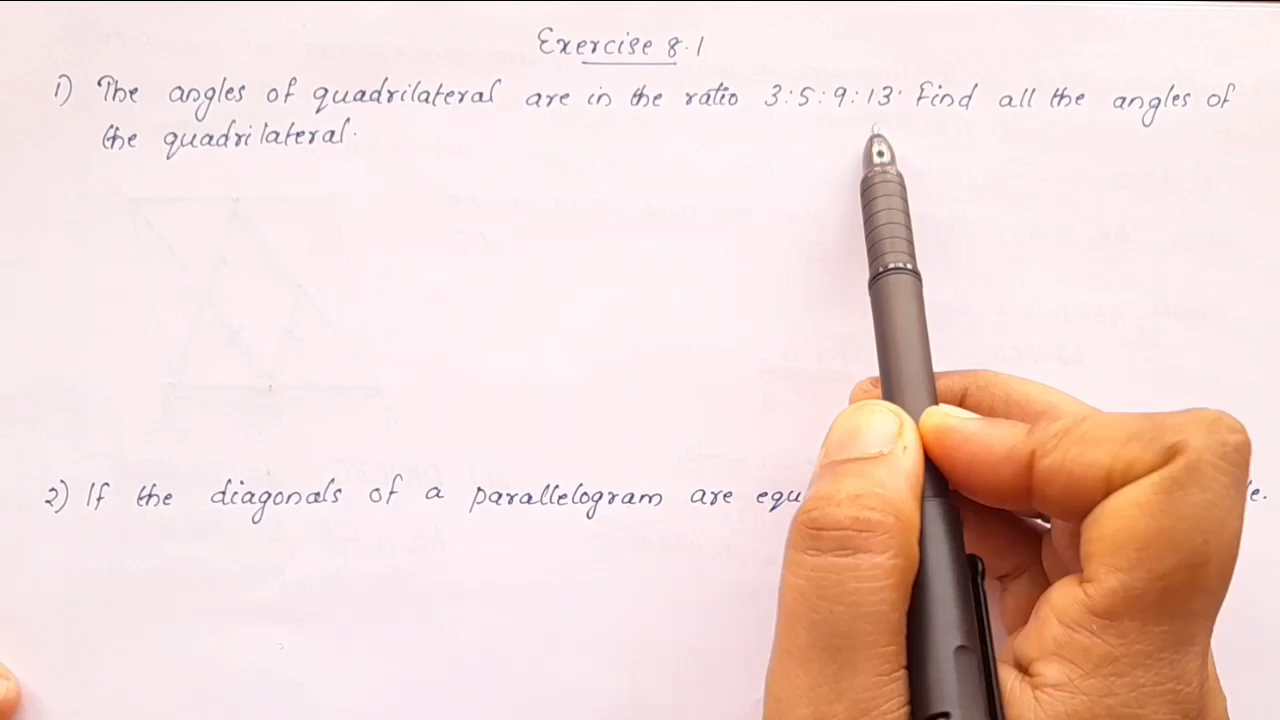 Exercise 8.1
1) The angles of quadrilateral are in the ratio 3:5:9:13. Find all the angles of
the quadrilateral.
2) If the diagonals of a parallelogram are